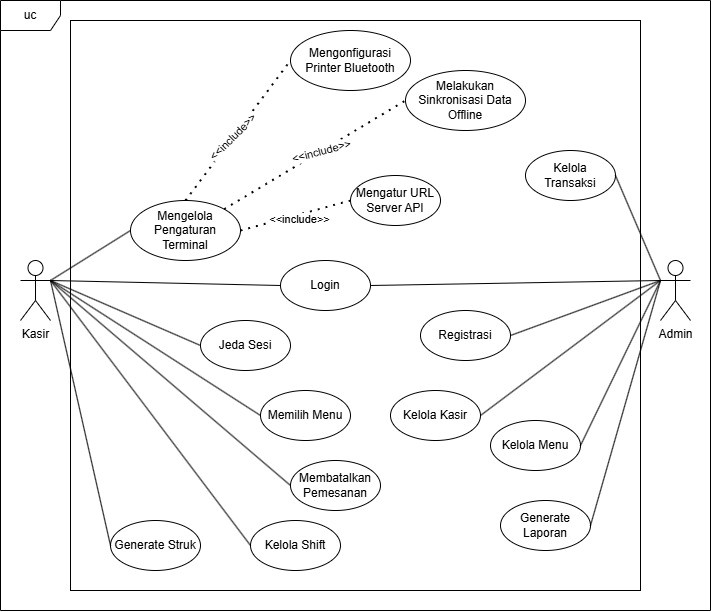 uc
Mengonfigurasi
Printer Bluetooth
Melakukan
Sinkronisasi Data
Offline
<<include>>
<<include>>
Kelola
Transaksi
Mengatur URL
Server API
<<include>>
Mengelola
Pengaturan
Terminal
Login
Kasir
Admin
Jeda Sesi
Registrasi
Memilih Menu
Kelola Kasir
Kelola Menu
Membatalkan
Pemesanan
Generate
Laporan
Generate Struk
Kelola Shift